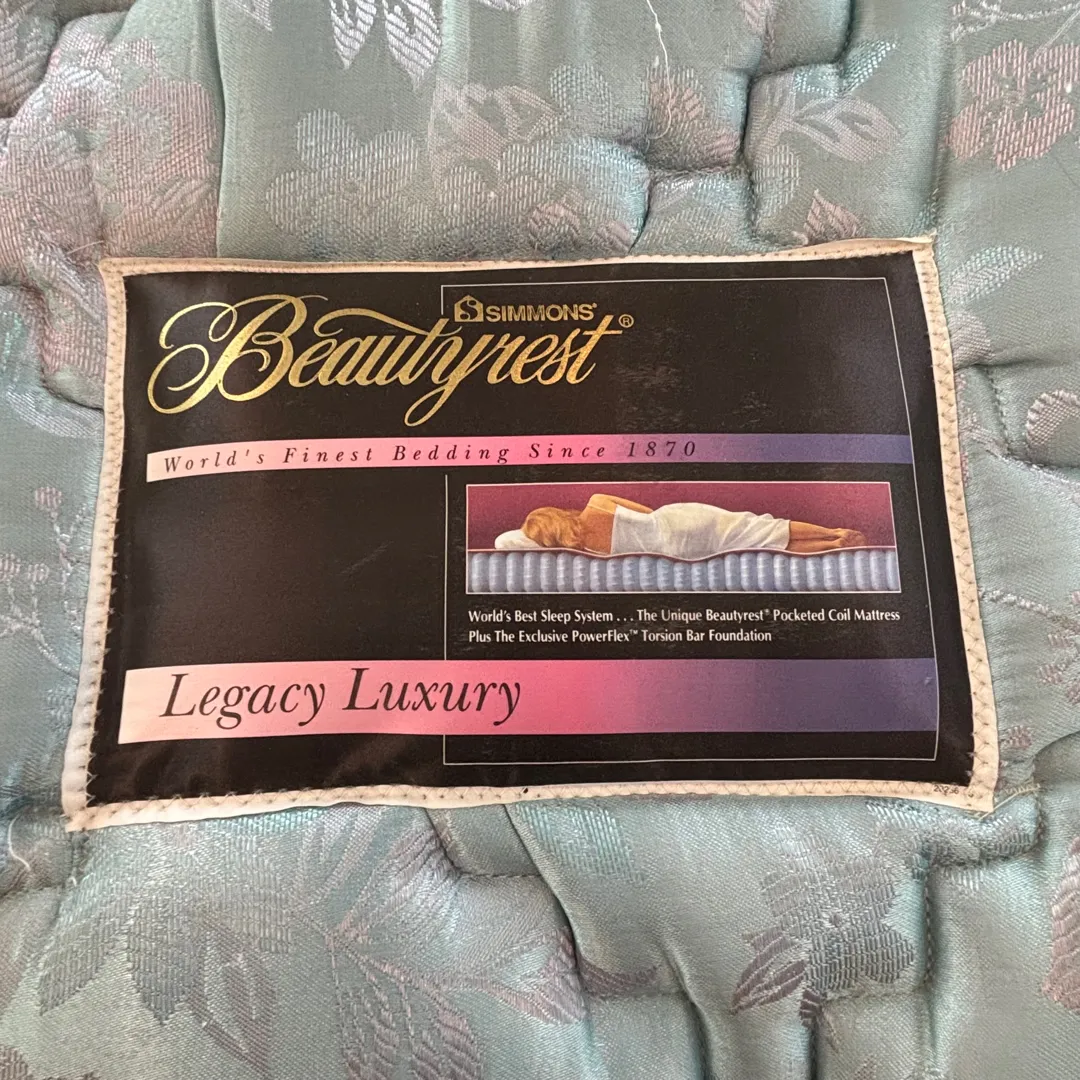 SIMMONS®
Beautyrest®
World's Finest Bedding Since 1870
World's Best Sleep System . . . The Unique Beautyrest® Pocketed Coil Mattress
Plus The Exclusive PowerFlex™ Torsion Bar Foundation
Legacy Luxury